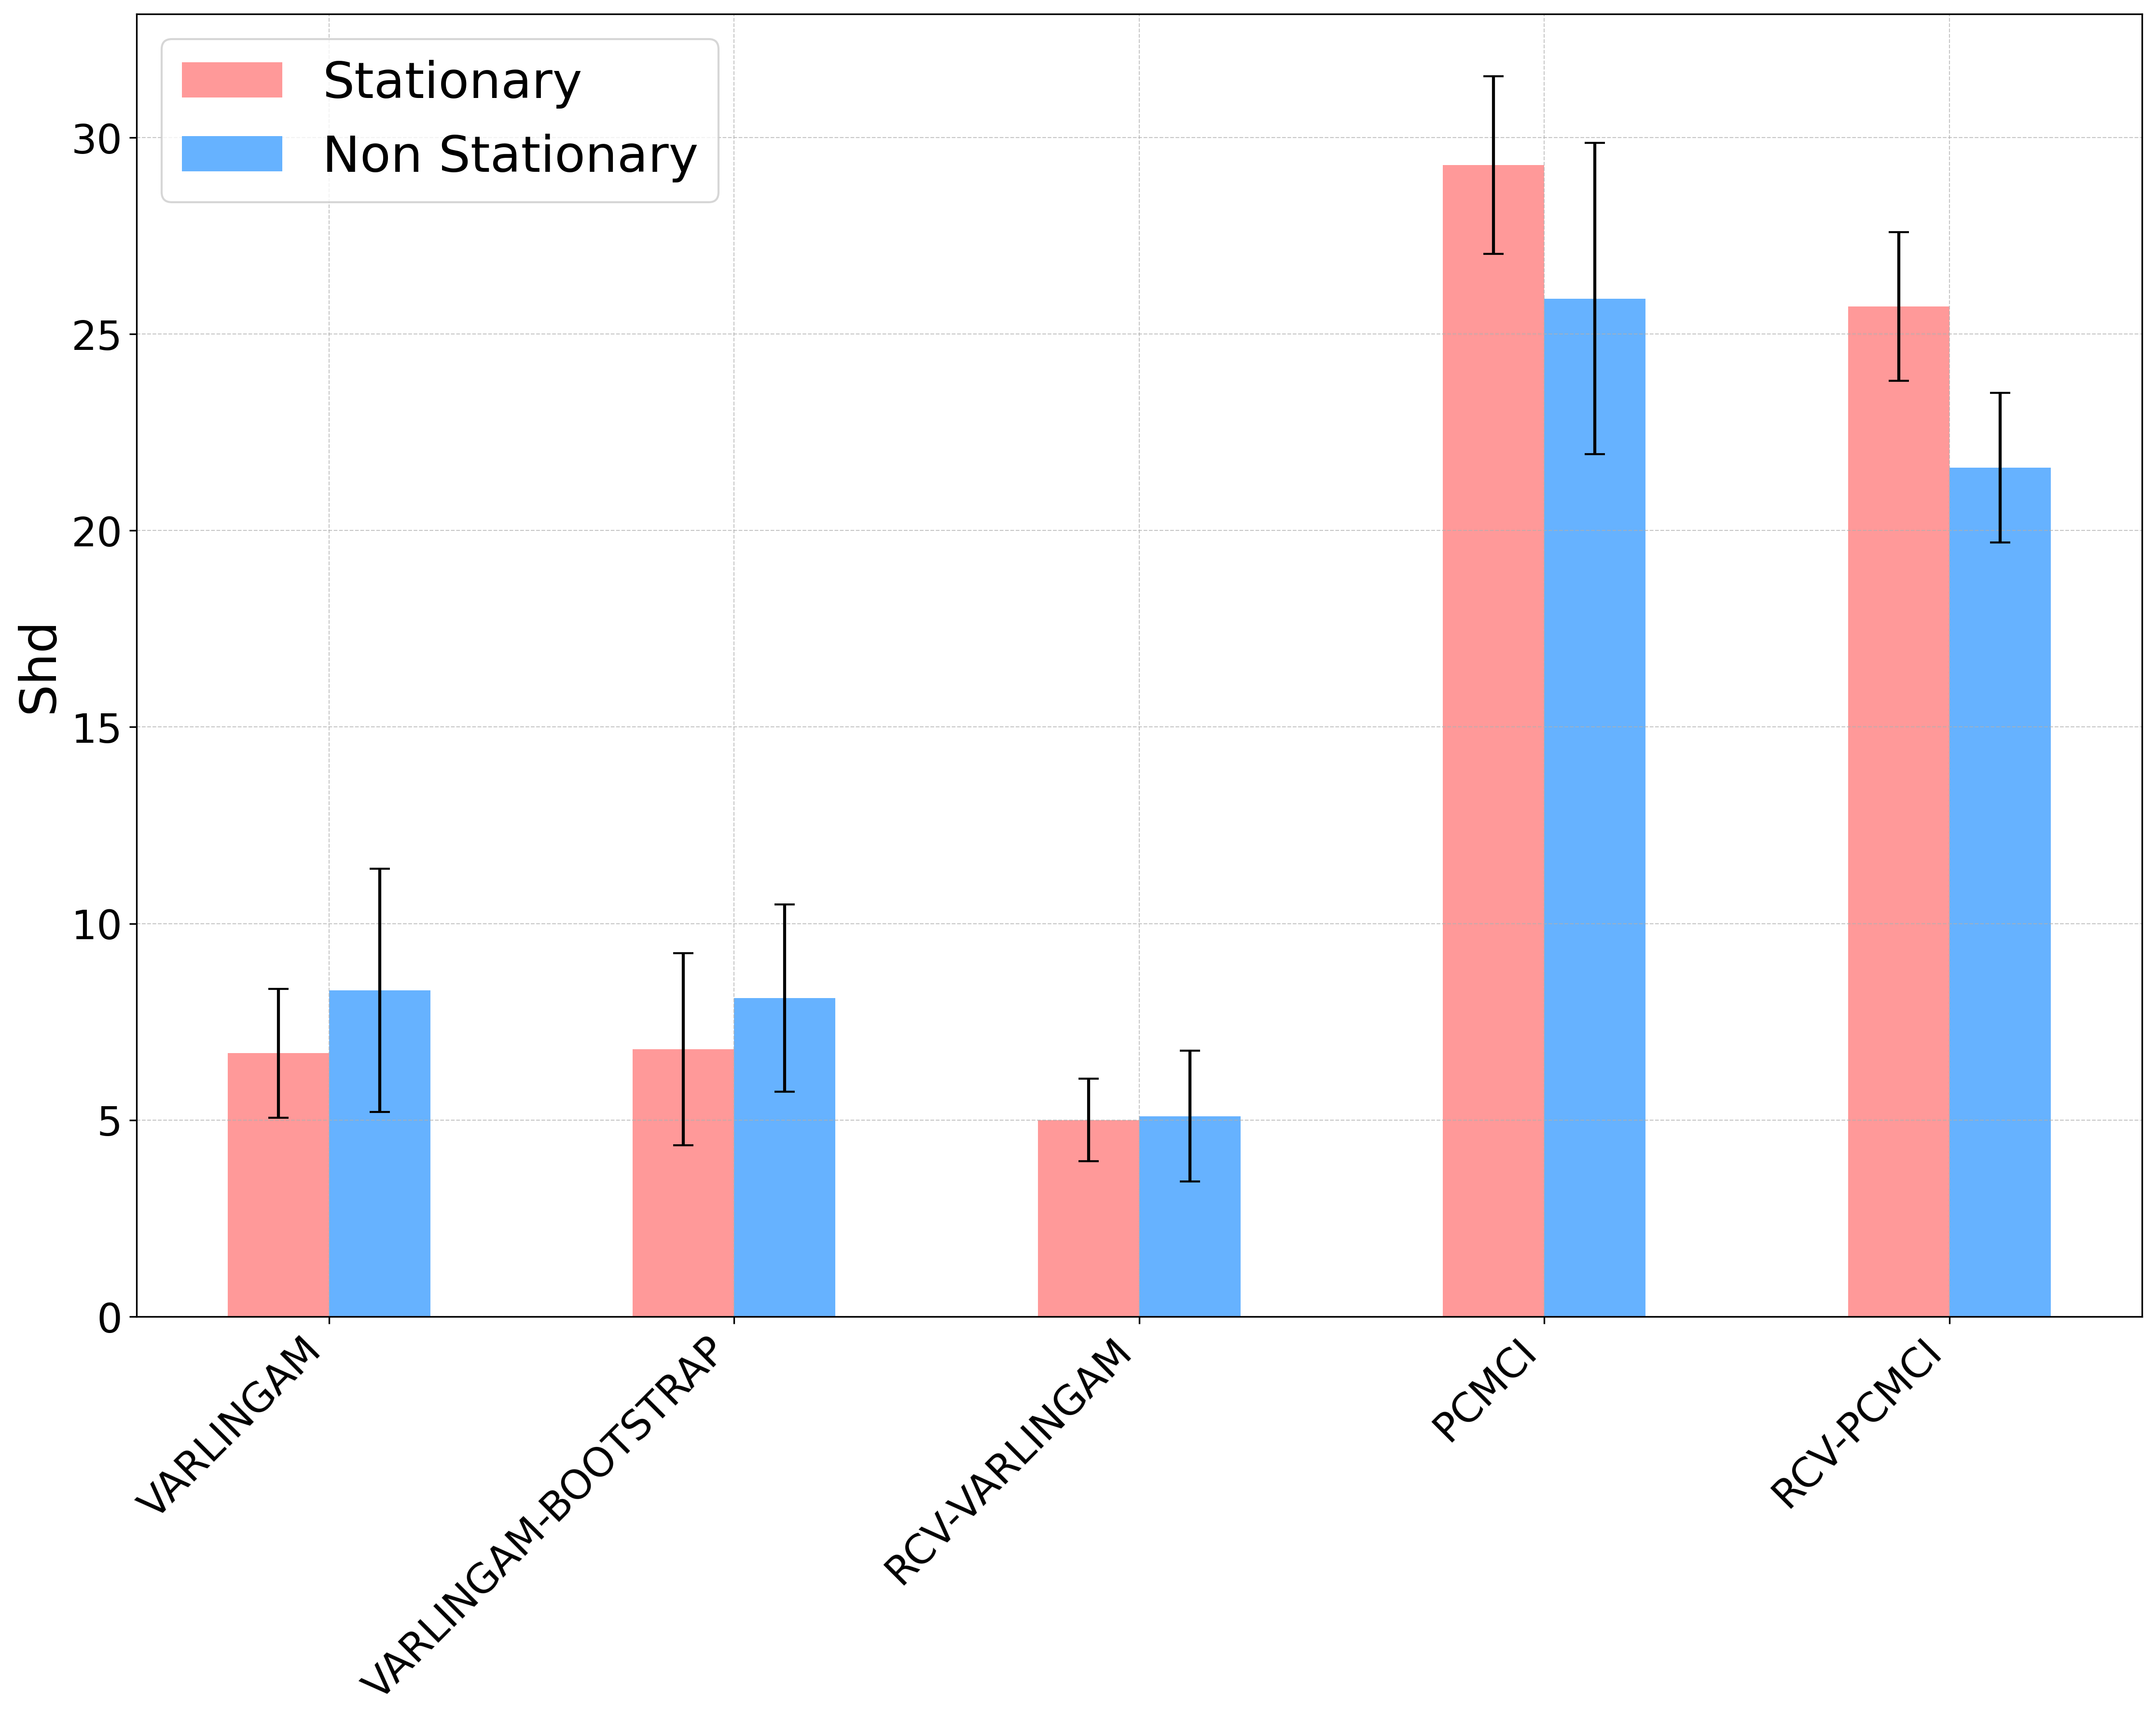 Stationary
Non Stationary
Shd
30
25
20
15
10
5
0
VARLINGAM
VARLINGAM-BOOTSTRAP
RCV-VARLINGAM
PCMCI
RCV-PCMCI